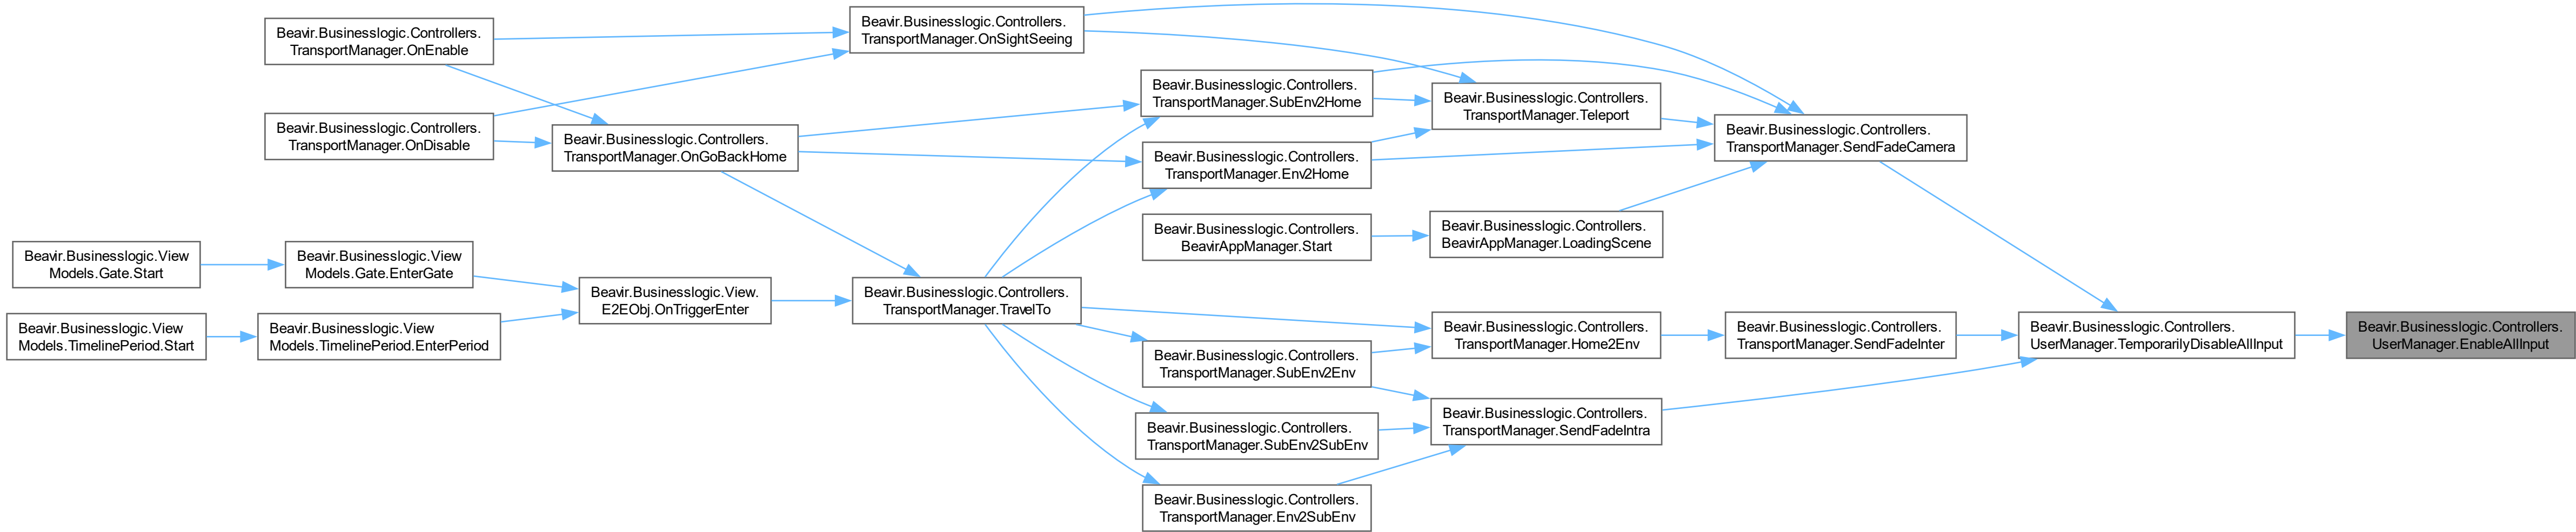 Beavir.Businesslogic.Controllers.
TransportManager.OnEnable
Beavir.Businesslogic.Controllers.
TransportManager.OnSightSeeing
Beavir.Businesslogic.Controllers.
TransportManager.SubEnv2Home
Beavir.Businesslogic.Controllers.
TransportManager.Teleport
Beavir.Businesslogic.Controllers.
TransportManager.OnDisable
Beavir.Businesslogic.Controllers.
TransportManager.OnGoBackHome
Beavir.Businesslogic.Controllers.
TransportManager.Env2Home
Beavir.Businesslogic.Controllers.
TransportManager.SendFadeCamera
Beavir.Businesslogic.Controllers.
BeavirAppManager.Start
Beavir.Businesslogic.Controllers.
BeavirAppManager.LoadingScene
Beavir.Businesslogic.View
Models.Gate.Start
Beavir.Businesslogic.View
Models.Gate.EnterGate
Beavir.Businesslogic.View.
E2EObj.OnTriggerEnter
Beavir.Businesslogic.Controllers.
TransportManager.TravelTo
Beavir.Businesslogic.View
Models.TimelinePeriod.Start
Beavir.Businesslogic.View
Models.TimelinePeriod.EnterPeriod
Beavir.Businesslogic.Controllers.
TransportManager.Home2Env
Beavir.Businesslogic.Controllers.
TransportManager.SendFadeInter
Beavir.Businesslogic.Controllers.
UserManager.TemporarilyDisableAllInput
Beavir.Businesslogic.Controllers.
UserManager.EnableAllInput
Beavir.Businesslogic.Controllers.
TransportManager.SubEnv2Env
Beavir.Businesslogic.Controllers.
TransportManager.SendFadeIntra
Beavir.Businesslogic.Controllers.
TransportManager.SubEnv2SubEnv
Beavir.Businesslogic.Controllers.
TransportManager.Env2SubEnv